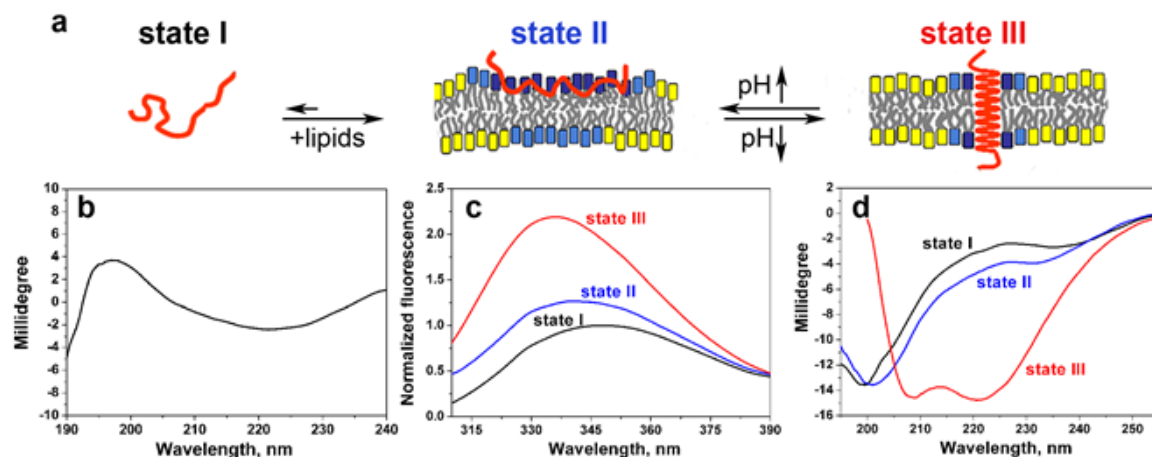 a
state I
state II
state III
+lipids
pH↑
pH↓
b
Millidegree
10
8
6
4
2
0
-2
-4
-6
-8
-10
190
200
210
220
230
240
Wavelength, nm
c
Normalized fluorescence
2.5
2.0
1.5
1.0
0.5
0.0
315
330
345
360
375
390
Wavelength, nm
state III
state II
state I
d
Millidegree
2
0
-2
-4
-6
-8
-10
-12
-14
-16
200
210
220
230
240
250
Wavelength, nm
state I
state II
state III